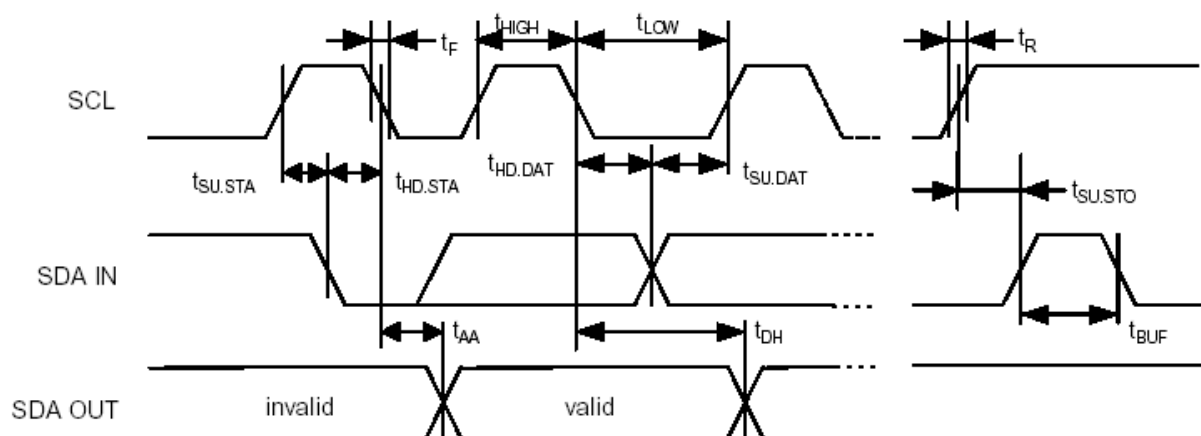 tF
tHIGH
tLOW
tR
SCL
tSU.STA
tHD.STA
tHD.DAT
tSU.DAT
tSU.STO
SDA IN
tAA
tDH
tBUF
SDA OUT
invalid
valid